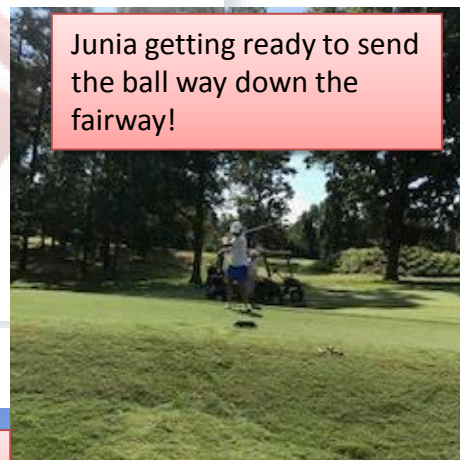 Junia getting ready to send
the ball way down the
fairway!